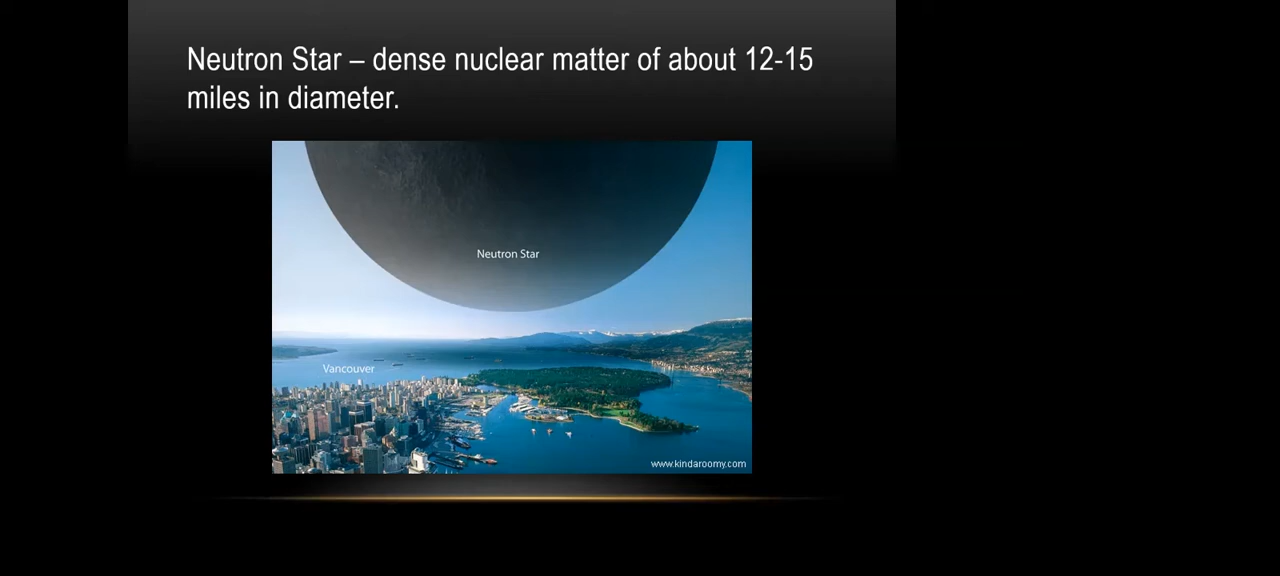 Neutron Star – dense nuclear matter of about 12-15
miles in diameter.
Neutron Star
Vancouver
www.kindaroomy.com